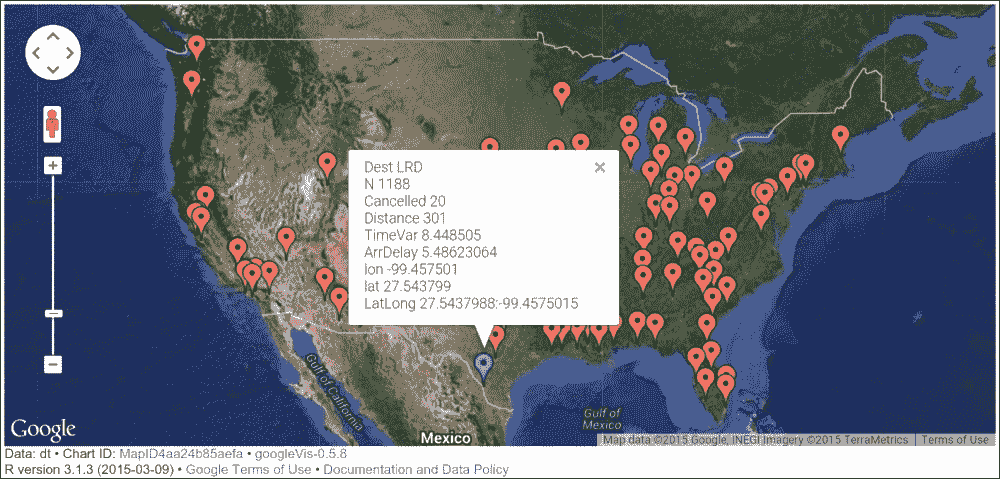 Dest LRD
N 1188
Cancelled 20
Distance 301
TimeVar 8.448505
ArrDelay 5.48623064
lon -99.457501
lat 27.543799
LatLong 27.5437988:-99.4575015
Gulf of
California
Gulf of
Mexico
Mexico
Google
Map data ©2015 Google, INEGI Imagery ©2015 TerraMetrics
Terms of Use
Data: dt • Chart ID: MapID4aa24b85aefa • googleVis-0.5.8
R version 3.1.3 (2015-03-09) • Google Terms of Use • Documentation and Data Policy